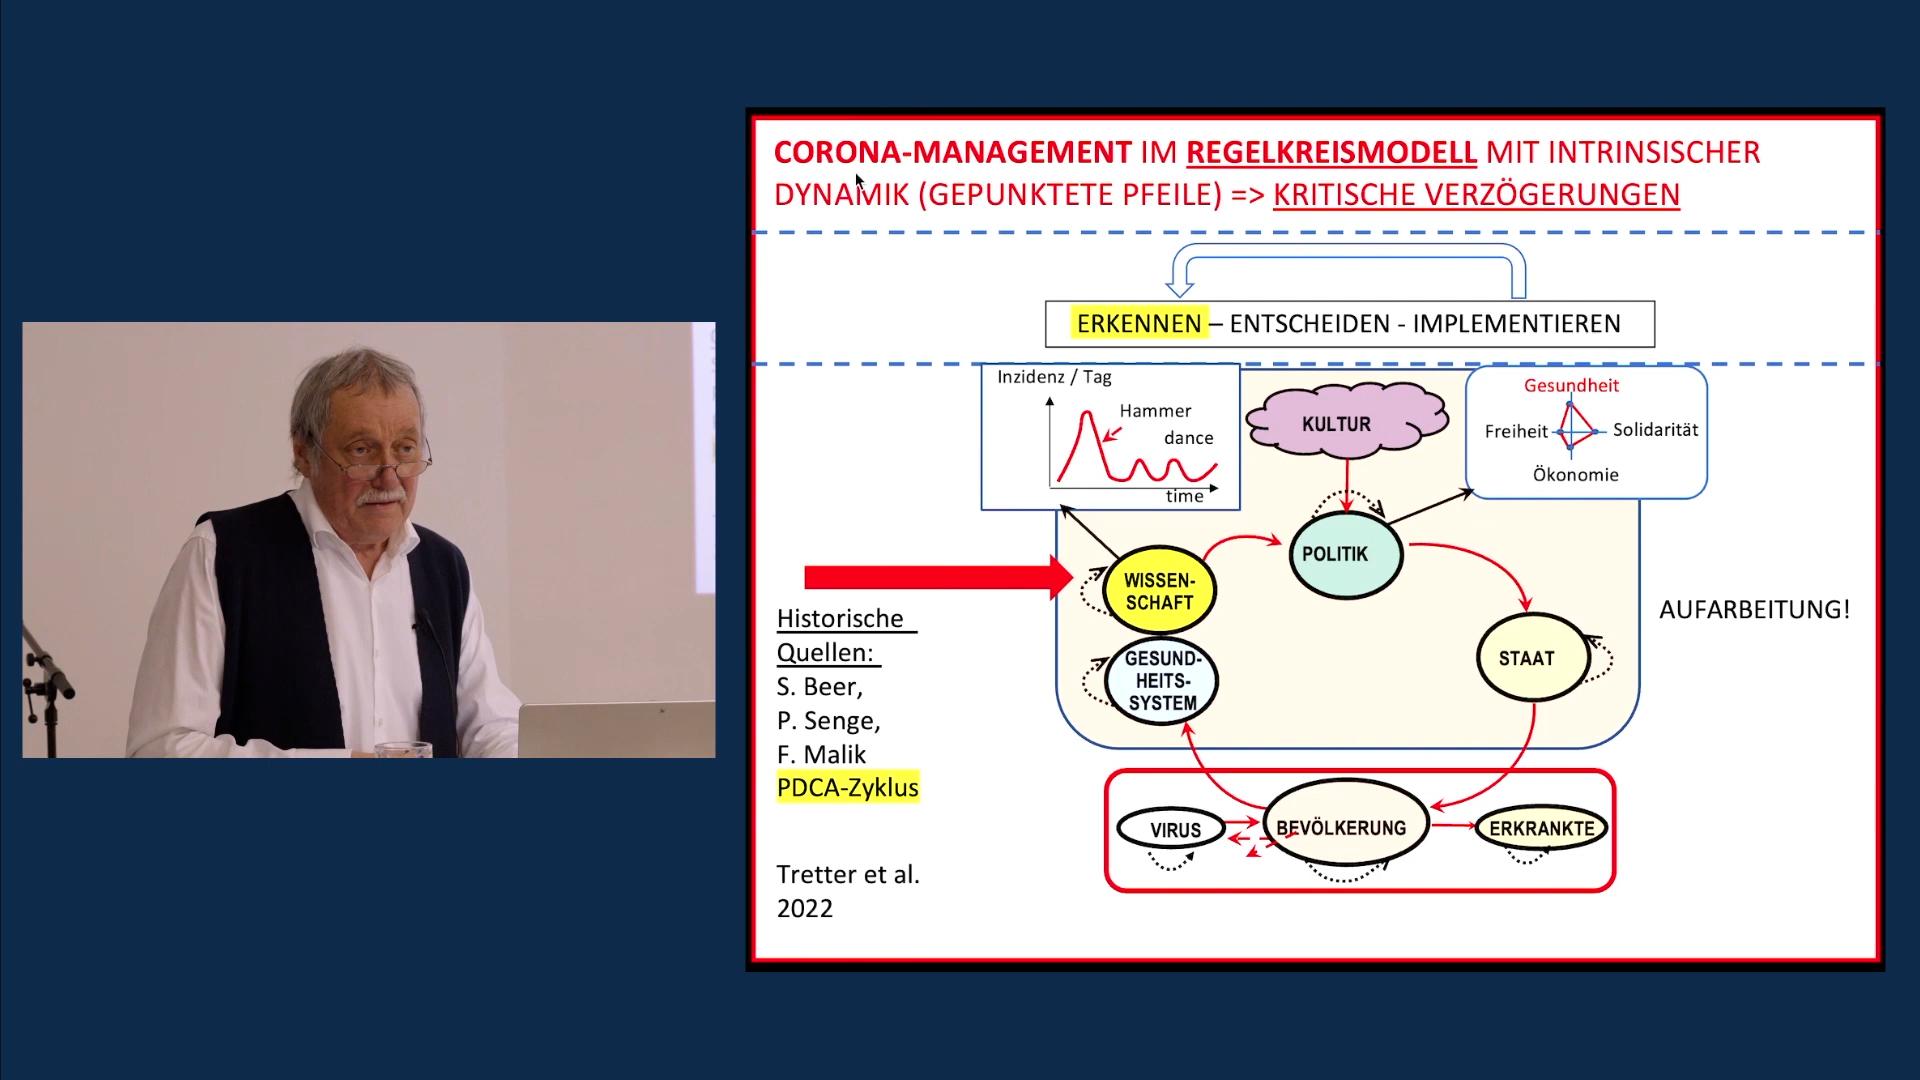 CORONA-MANAGEMENT IM REGELKREISMODELL MIT INTRINSISCHER
DYNAMIK (GEPUNKTETE PFEILE) => KRITISCHE VERZÖGERUNGEN
ERKENNEN – ENTSCHEIDEN - IMPLEMENTIEREN
Inzidenz / Tag
Hammer
dance
time
KULTUR
Gesundheit
Freiheit
Solidarität
Ökonomie
POLITIK
WISSEN-
SCHAFT
GESUND-
HEITS-
SYSTEM
STAAT
AUFARBEITUNG!
Historische
Quellen:
S. Beer,
P. Senge,
F. Malik
PDCA-Zyklus
VIRUS
BEVÖLKERUNG
ERKRANKTE
Tretter et al.
2022